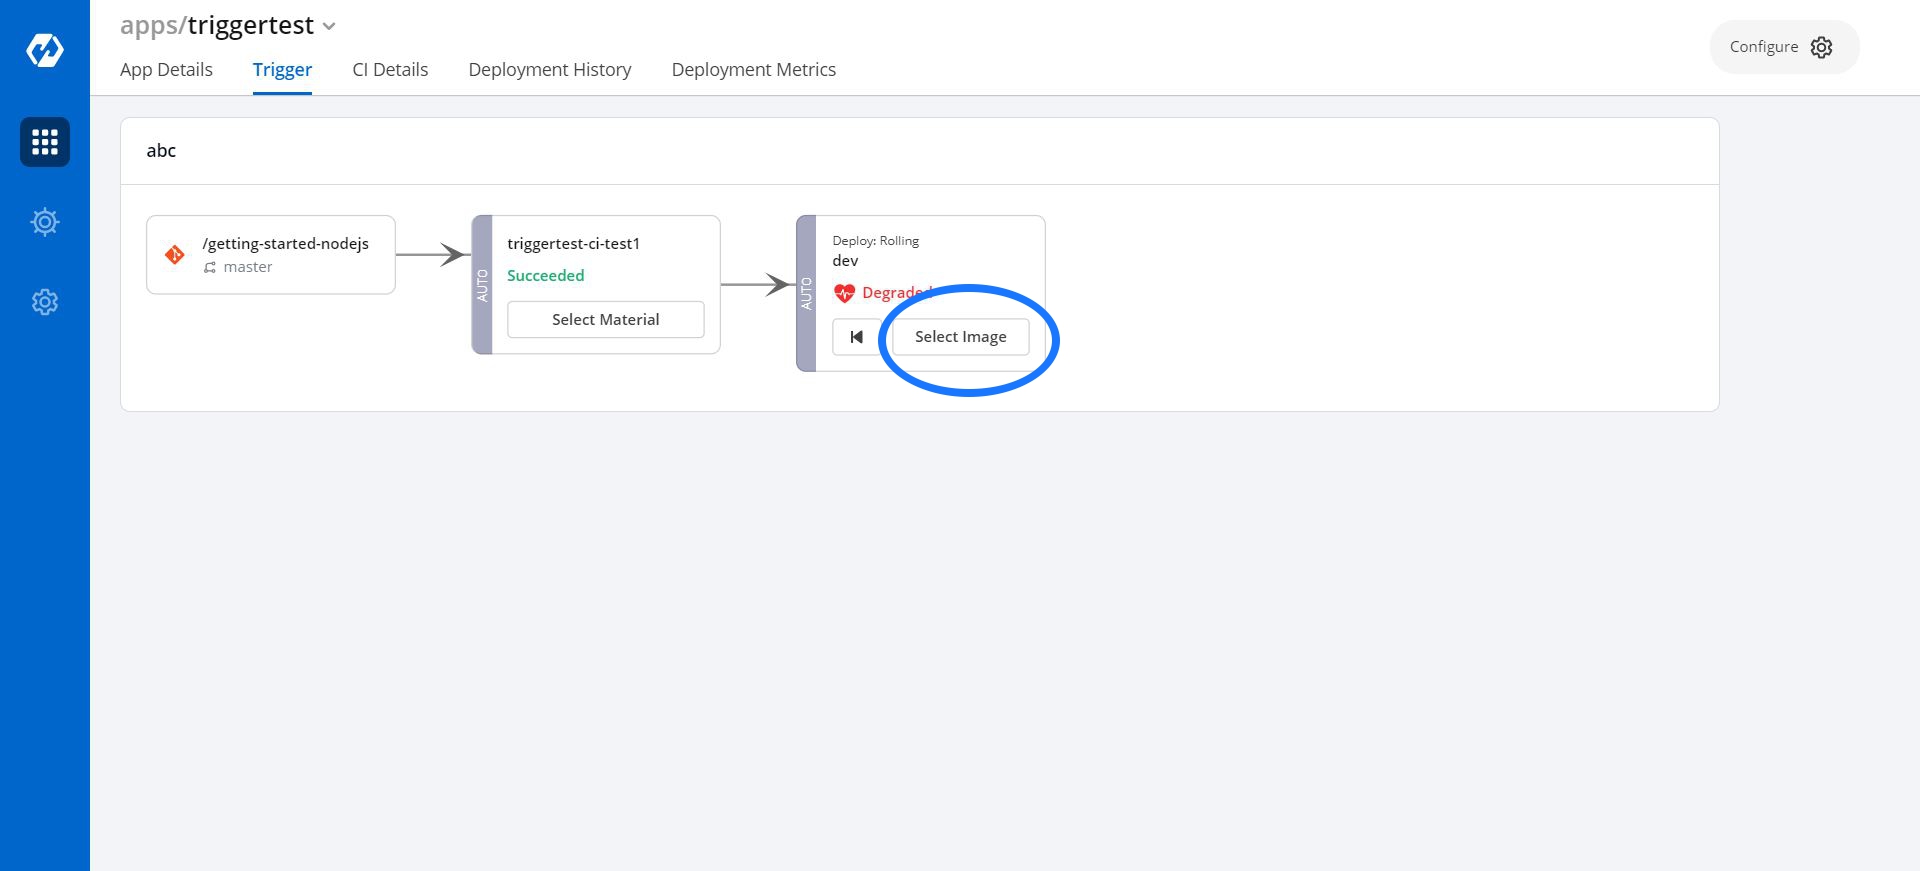 apps/triggertest
Configure
App Details Trigger CI Details Deployment History Deployment Metrics
abc
/getting-started-nodejs
master
AUTO
triggertest-ci-test1
Succeeded
Select Material
AUTO
Deploy: Rolling
dev
Degraded
Select Image